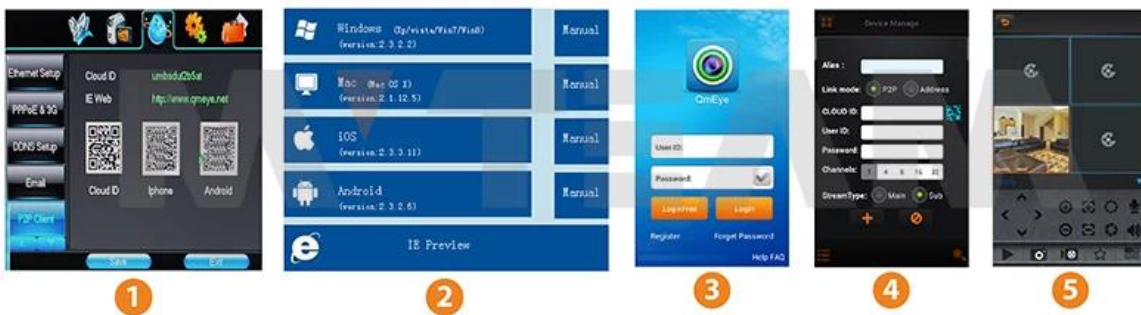 Ethernet Setup
PPPoE & 3G
DDNS Setup
Email
P2P Client
Cloud ID
IE Web http://www.qmeye.net
Cloud ID Iphone Android
Save Exit
1
Windows (Xp/vista/Win7/Win8)
(version:2.3.2.2)
Manual
Mac (Mac OS X)
(version:2.1.12.5)
Manual
iOS
(version:2.3.3.11)
Manual
Android
(version:2.3.2.6)
Manual
IE Preview
2
QmEye
User ID:
Password:
LoginFree Login
Register Forget Password
Help FAQ
3
Device Manage
Alias :
Link mode: P2P Address
CLOUD ID:
User ID:
Password:
Channels: 1 4 8 16 32
StreamType: Main Sub
4
5